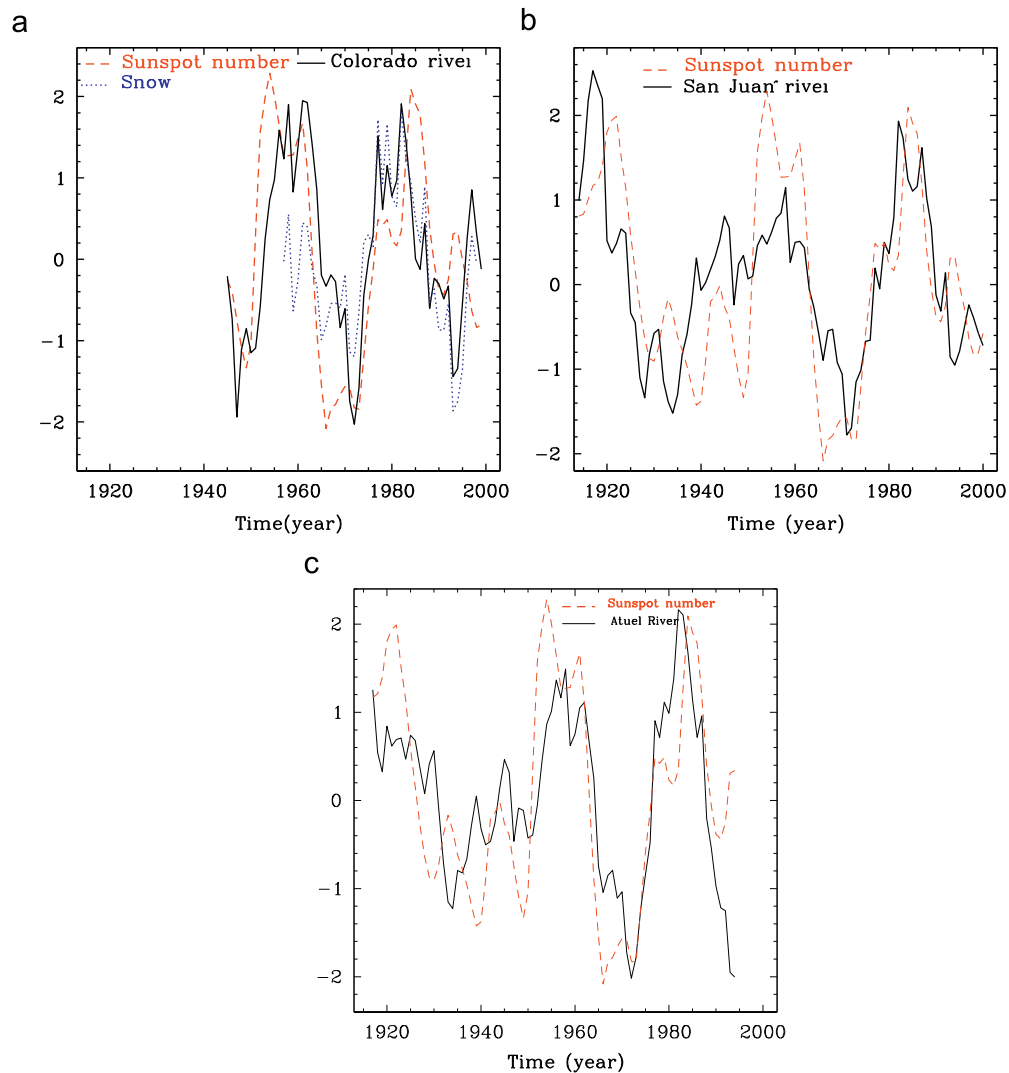 a
Sunspot number Colorado river
Snow
2
1
0
−1
−2
1920 1940 1960 1980 2000
Time(year)
b
Sunspot number
San Juan river
2
1
0
−1
−2
1920 1940 1960 1980 2000
Time (year)
c
Sunspot number
Atuel River
2
1
0
−1
−2
1920 1940 1960 1980 2000
Time (year)